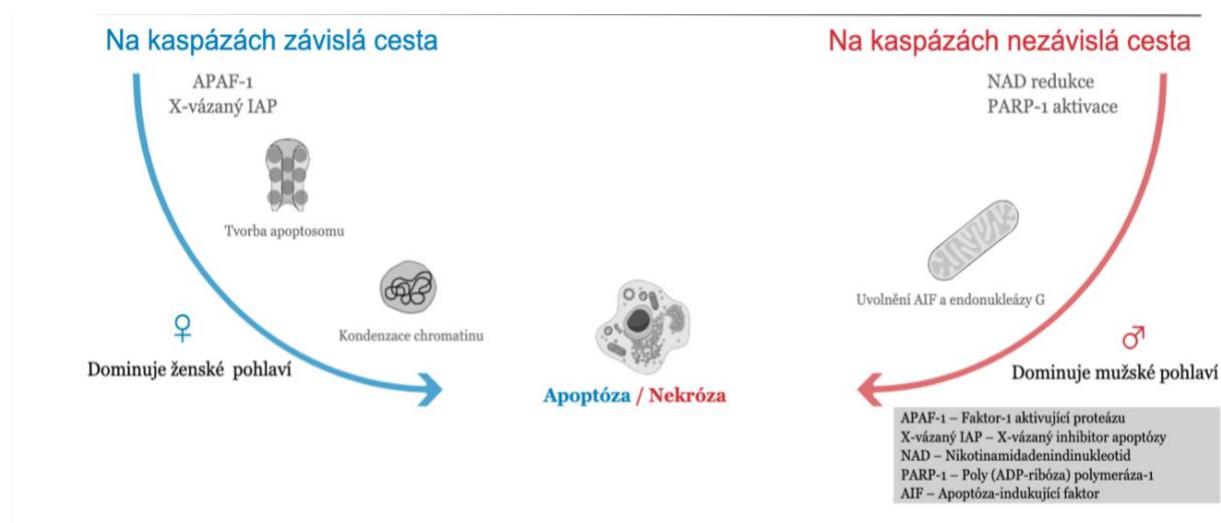 Na kaspázách závislá cesta
APAF-1
X-vázaný IAP
Tvorba apoptosomu
Kondenzace chromatinu
♀
Dominuje ženské pohlaví
Apoptóza / Nekróza
Na kaspázách nezávislá cesta
NAD redukce
PARP-1 aktivace
Uvolnění AIF a endonukleázy G
♂
Dominuje mužské pohlaví
APAF-1 – Faktor-1 aktivující proteázu
X-vázaný IAP – X-vázaný inhibitor apoptózy
NAD – Nikotinamidadenindinukleotid
PARP-1 – Poly (ADP-ribóza) polymeráza-1
AIF – Apoptóza-indukující faktor